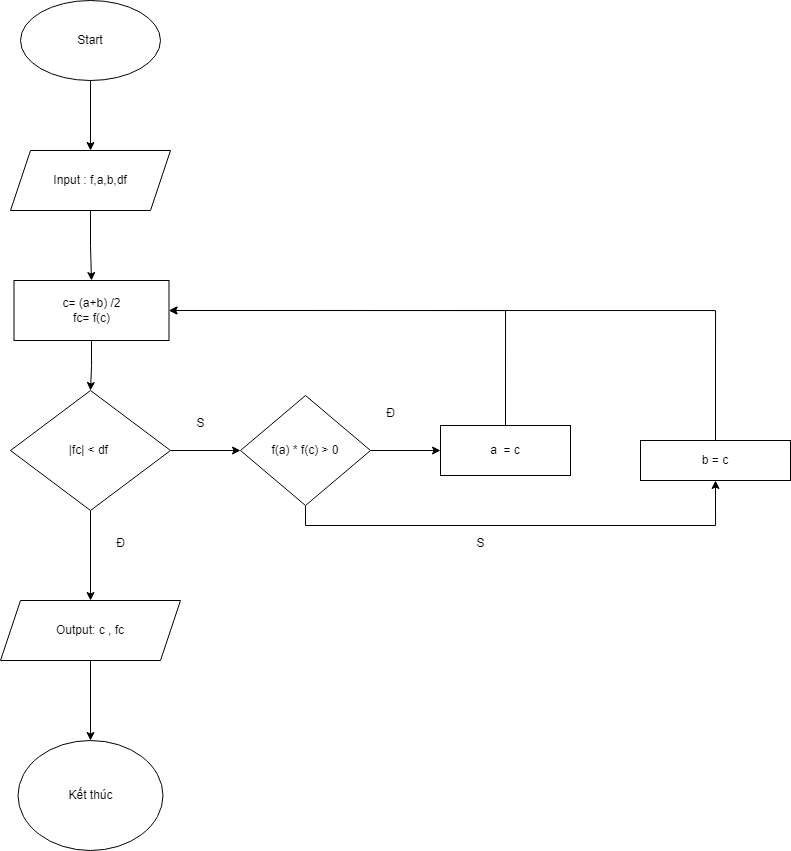 Start
Input : f,a,b,df
c= (a+b) /2
fc= f(c)
|fc| < df
S
f(a) * f(c) > 0
Đ
a = c
b = c
S
Đ
Output: c , fc
Kết thúc